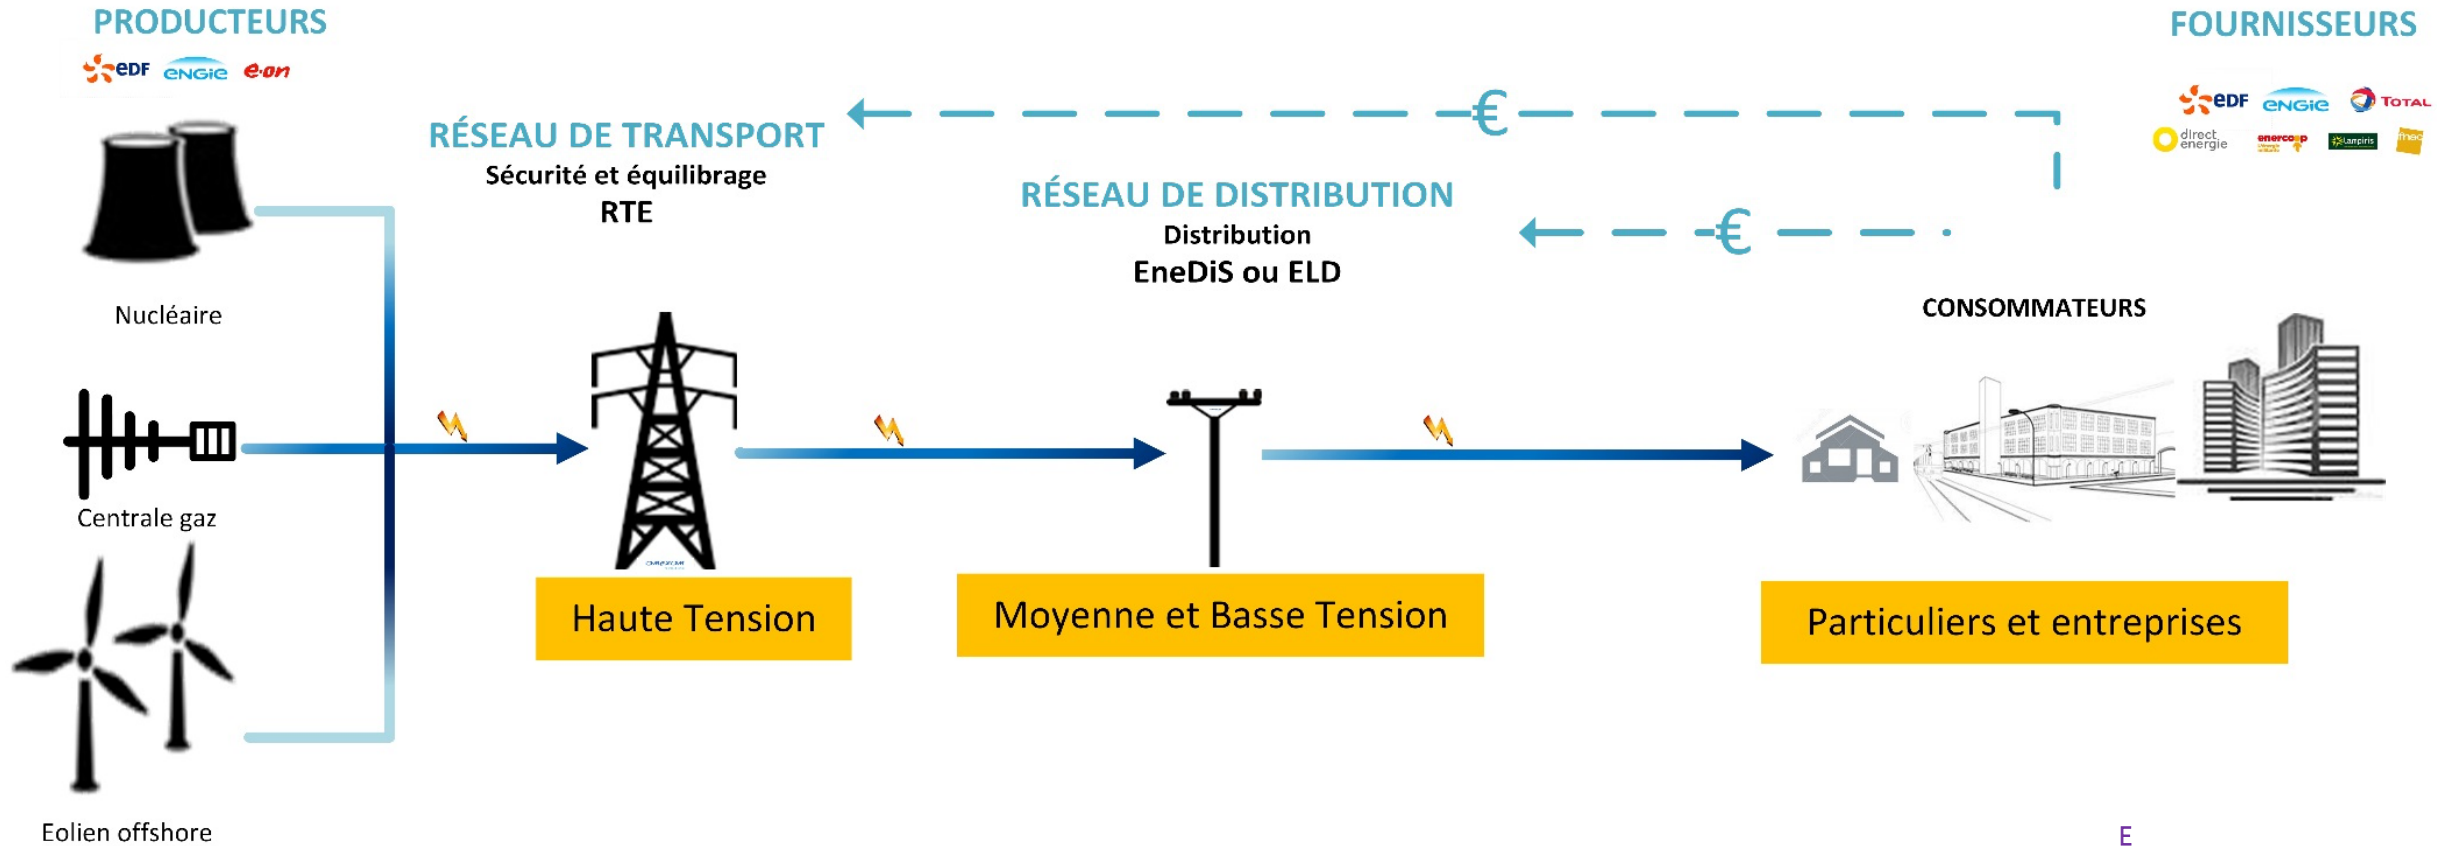 PRODUCTEURS
eDF ENGIE e·on
Nucléaire
Centrale gaz
Eolien offshore
RÉSEAU DE TRANSPORT
Sécurité et équilibrage
RTE
Haute Tension
RÉSEAU DE DISTRIBUTION
Distribution
EneDiS ou ELD
Moyenne et Basse Tension
€
€
CONSOMMATEURS
Particuliers et entreprises
FOURNISSEURS
eDF ENGIE TOTAL
direct energie enercoop Lampiris fnac
E